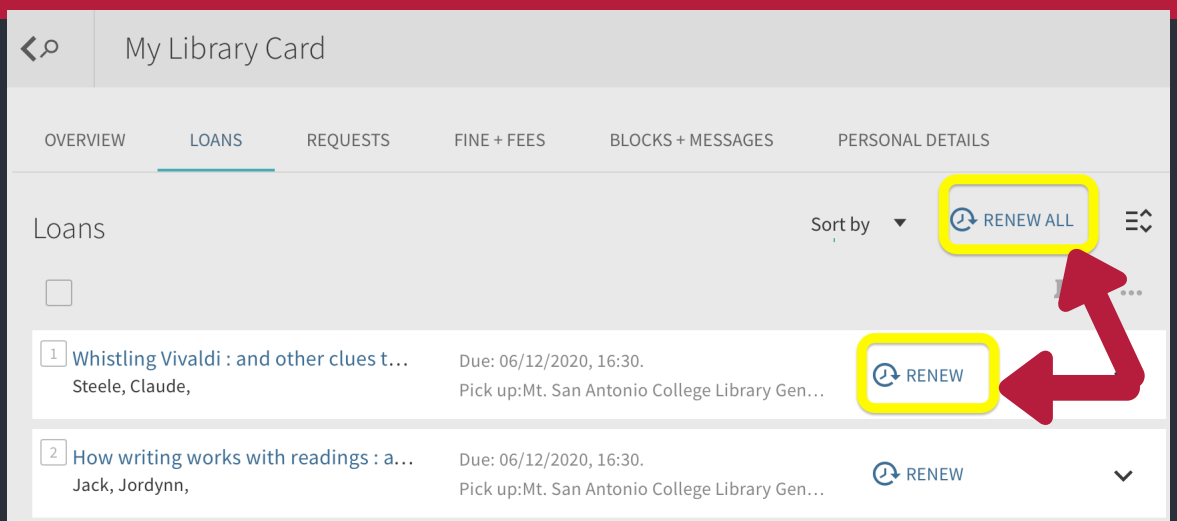 My Library Card
OVERVIEW LOANS REQUESTS FINE + FEES BLOCKS + MESSAGES PERSONAL DETAILS
Loans Sort by RENEW ALL
1 Whistling Vivaldi : and other clues t... Due: 06/12/2020, 16:30. RENEW
Steele, Claude, Pick up:Mt. San Antonio College Library Gen...
2 How writing works with readings : a... Due: 06/12/2020, 16:30. RENEW
Jack, Jordynn, Pick up:Mt. San Antonio College Library Gen...